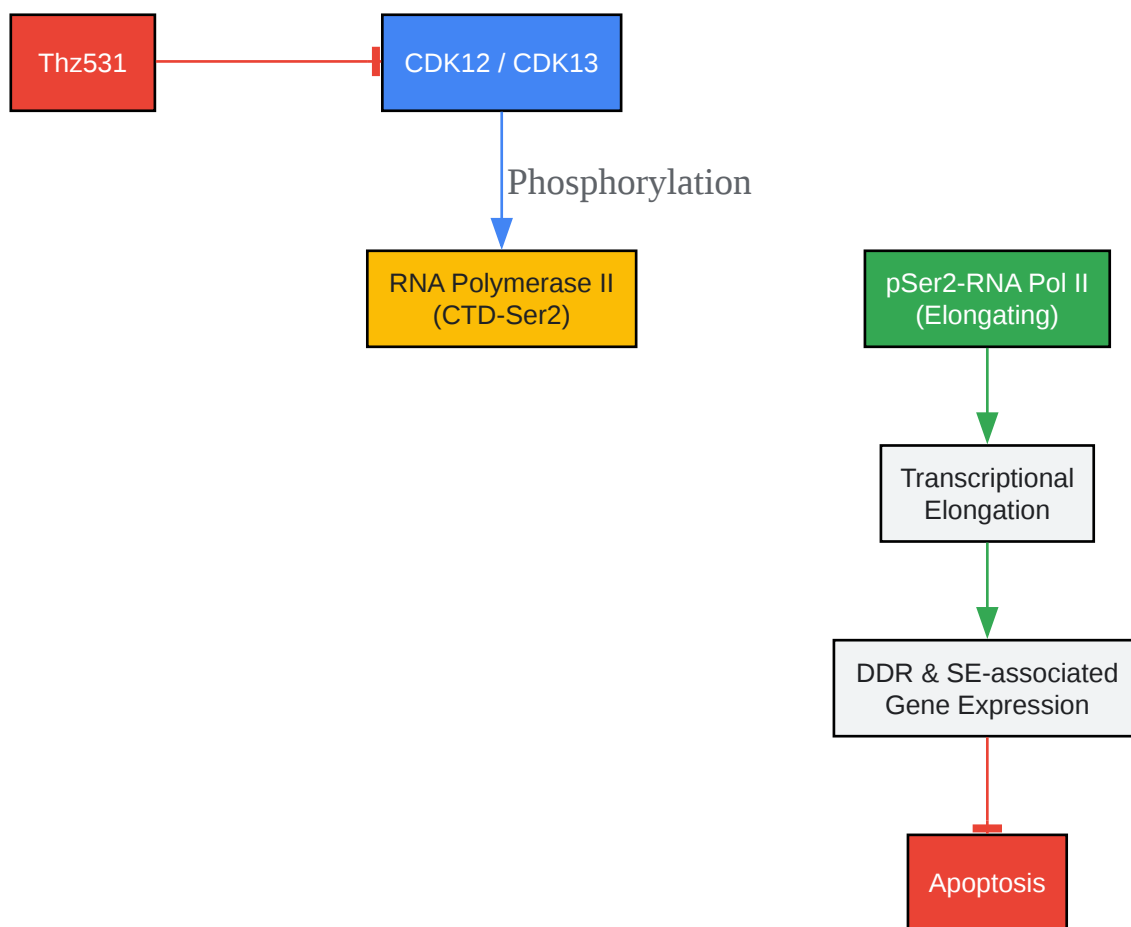 Thz531
CDK12 / CDK13
Phosphorylation
RNA Polymerase II
(CTD-Ser2)
pSer2-RNA Pol II
(Elongating)
Transcriptional
Elongation
DDR & SE-associated
Gene Expression
Apoptosis